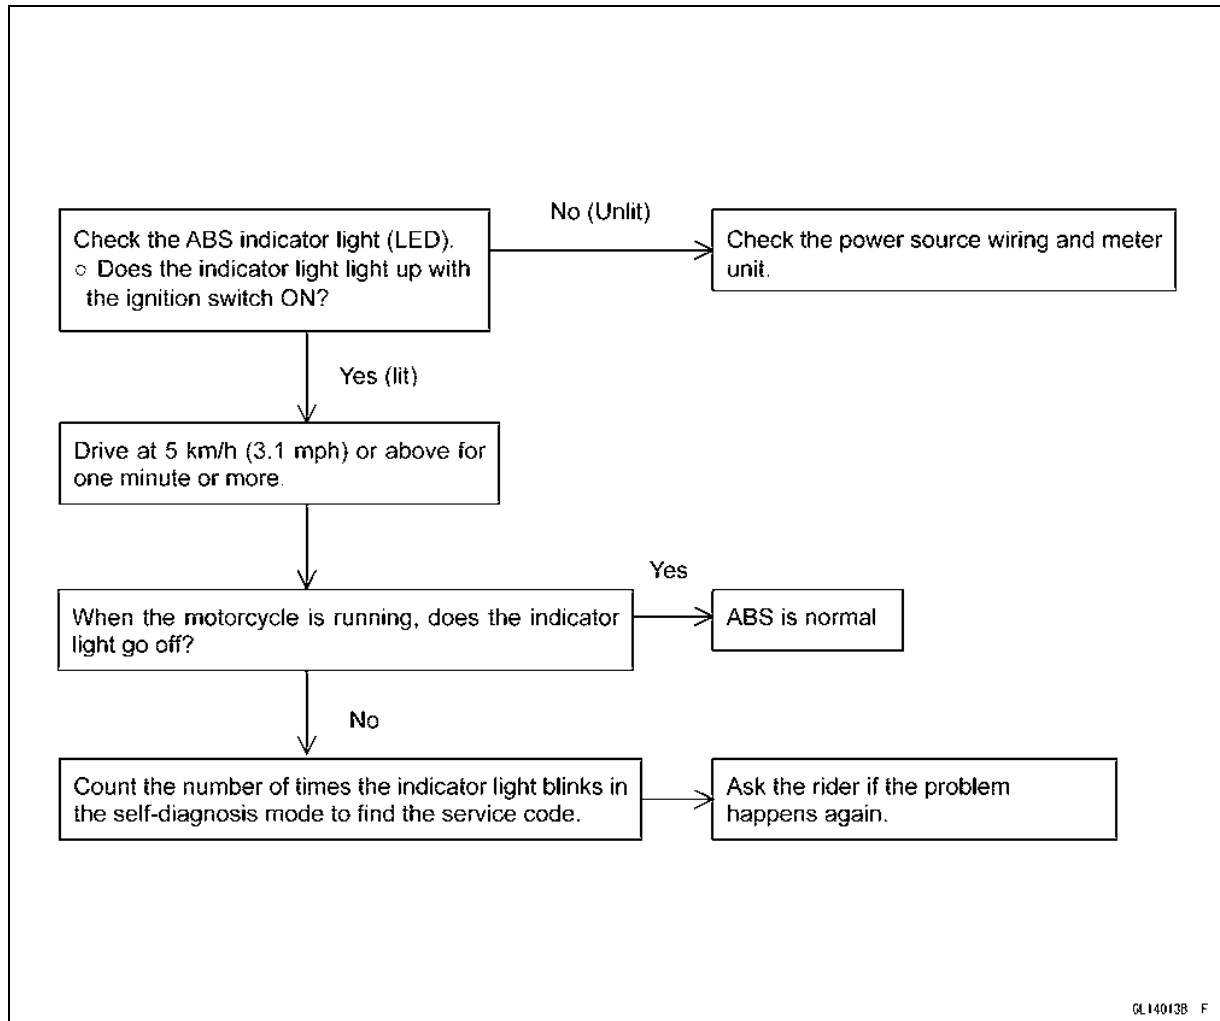 No (Unlit)
Check the ABS indicator light (LED).
○ Does the indicator light light up with
the ignition switch ON?
Check the power source wiring and meter
unit.
Yes (lit)
Drive at 5 km/h (3.1 mph) or above for
one minute or more.
Yes
When the motorcycle is running, does the indicator
light go off?
ABS is normal
No
Count the number of times the indicator light blinks in
the self-diagnosis mode to find the service code.
Ask the rider if the problem
happens again.
GL14013B F